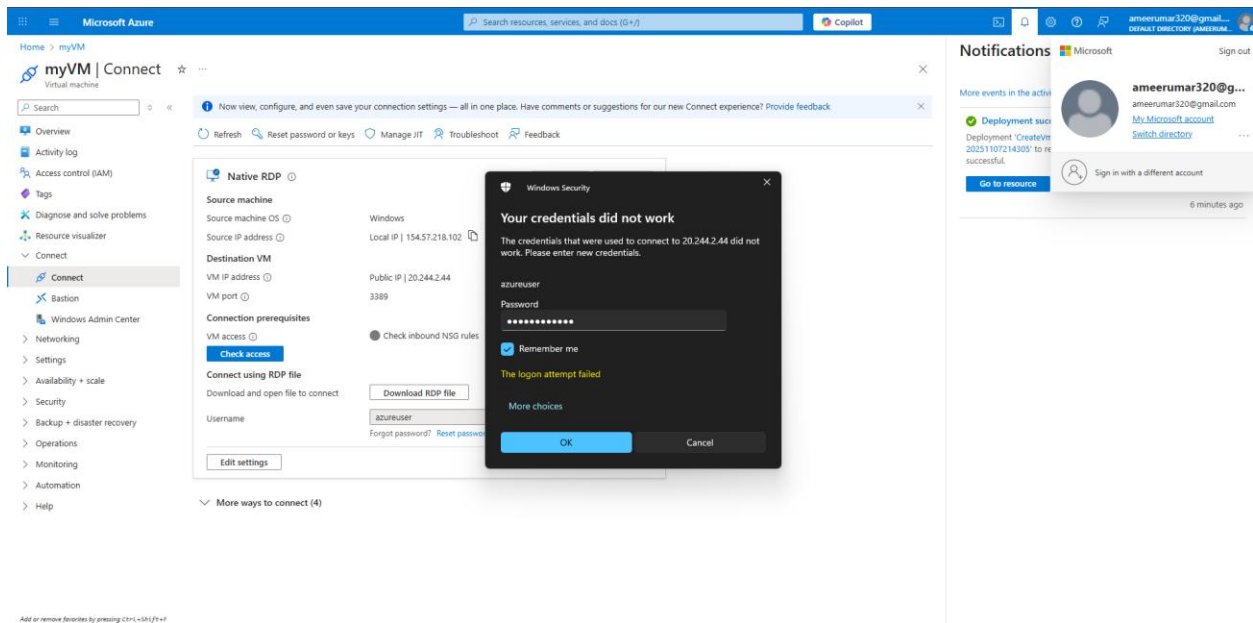 Microsoft Azure
Search resources, services, and docs (G+/)
Copilot
ameerumar320@gmail....
DEFAULT DIRECTORY (AMEERUM...
Home > myVM
myVM | Connect
Virtual machine
Search
Overview
Activity log
Access control (IAM)
Tags
Diagnose and solve problems
Resource visualizer
Connect
Connect
Bastion
Windows Admin Center
Networking
Settings
Availability + scale
Security
Backup + disaster recovery
Operations
Monitoring
Automation
Help
Add or remove favorites by pressing Ctrl+Shift+F
Now view, configure, and even save your connection settings — all in one place. Have comments or suggestions for our new Connect experience? Provide feedback
Refresh Reset password or keys Manage JIT Troubleshoot Feedback
Native RDP
Source machine
Source machine OS Windows
Source IP address Local IP | 154.57.218.102
Destination VM
VM IP address Public IP | 20.244.2.44
VM port 3389
Connection prerequisites
VM access Check inbound NSG rules
Check access
Connect using RDP file
Download and open file to connect Download RDP file
Username azureuser
Forgot password? Reset passwor
Edit settings
More ways to connect (4)
Windows Security
Your credentials did not work
The credentials that were used to connect to 20.244.2.44 did not
work. Please enter new credentials.
azureuser
Password
••••••••••••
Remember me
The logon attempt failed
More choices
OK Cancel
Notifications
More events in the activi
Deployment succ
Deployment 'CreateVm
20251107214305' to re
successful.
Go to resource
6 minutes ago
Microsoft Sign out
ameerumar320@g...
ameerumar320@gmail.com
My Microsoft account
Switch directory
Sign in with a different account